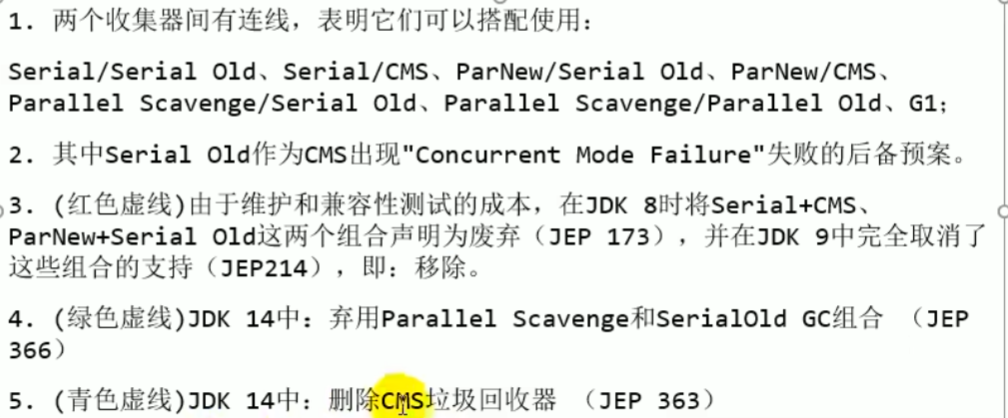 1. 两个收集器间有连线，表明它们可以搭配使用：
Serial/Serial Old、Serial/CMS、ParNew/Serial Old、ParNew/CMS、
Parallel Scavenge/Serial Old、Parallel Scavenge/Parallel Old、G1；
2. 其中Serial Old作为CMS出现"Concurrent Mode Failure"失败的后备预案。
3. (红色虚线)由于维护和兼容性测试的成本，在JDK 8时将Serial+CMS、
ParNew+Serial Old这两个组合声明为废弃（JEP 173），并在JDK 9中完全取消了
这些组合的支持（JEP214），即：移除。
4. (绿色虚线)JDK 14中：弃用Parallel Scavenge和SerialOld GC组合 （JEP
366）
5. (青色虚线)JDK 14中：删除CMS垃圾回收器 （JEP 363）